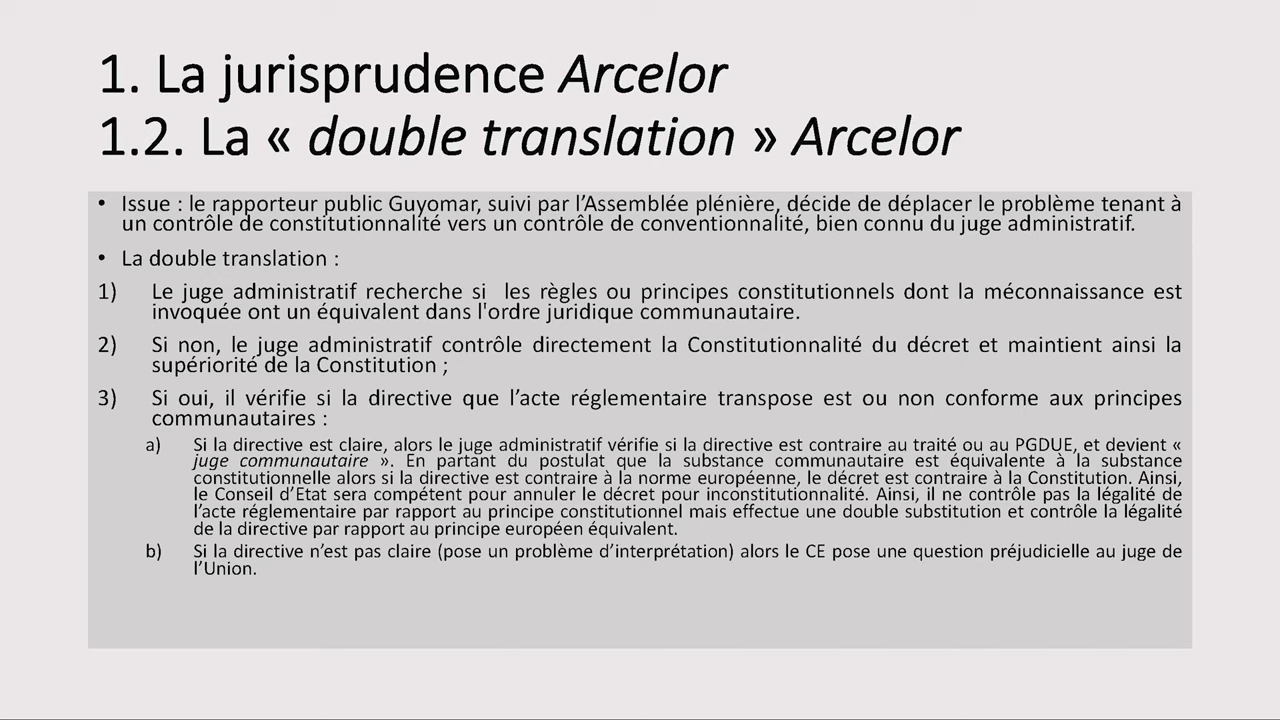 1. La jurisprudence Arcelor
1.2. La « double translation » Arcelor
• Issue : le rapporteur public Guyomar, suivi par l’Assemblée plénière, décide de déplacer le problème tenant à
un contrôle de constitutionnalité vers un contrôle de conventionnalité, bien connu du juge administratif.
• La double translation :
1) Le juge administratif recherche si les règles ou principes constitutionnels dont la méconnaissance est
invoquée ont un équivalent dans l'ordre juridique communautaire.
2) Si non, le juge administratif contrôle directement la Constitutionnalité du décret et maintient ainsi la
supériorité de la Constitution ;
3) Si oui, il vérifie si la directive que l’acte réglementaire transpose est ou non conforme aux principes
communautaires :
a) Si la directive est claire, alors le juge administratif vérifie si la directive est contraire au traité ou au PGDUE, et devient «
juge communautaire ». En partant du postulat que la substance communautaire est équivalente à la substance
constitutionnelle alors si la directive est contraire à la norme européenne, le décret est contraire à la Constitution. Ainsi,
le Conseil d’Etat sera compétent pour annuler le décret pour inconstitutionnalité. Ainsi, il ne contrôle pas la légalité de
l’acte réglementaire par rapport au principe constitutionnel mais effectue une double substitution et contrôle la légalité
de la directive par rapport au principe européen équivalent.
b) Si la directive n’est pas claire (pose un problème d’interprétation) alors le CE pose une question préjudicielle au juge de
l’Union.